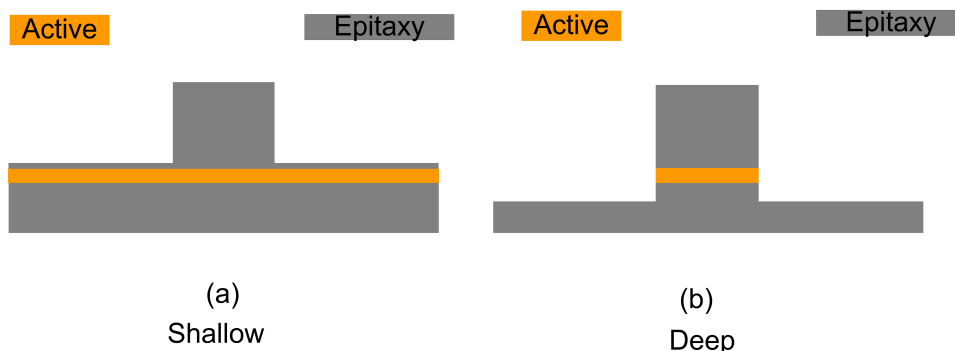 Active
Epitaxy
Active
Epitaxy
(a)
Shallow
(b)
Deep